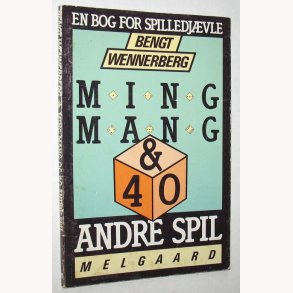 EN BOG FOR SPILLEDJÆVLE
BENGT
WENNERBERG
MING
MANG
&
40
ANDRE SPIL
MELGAARD